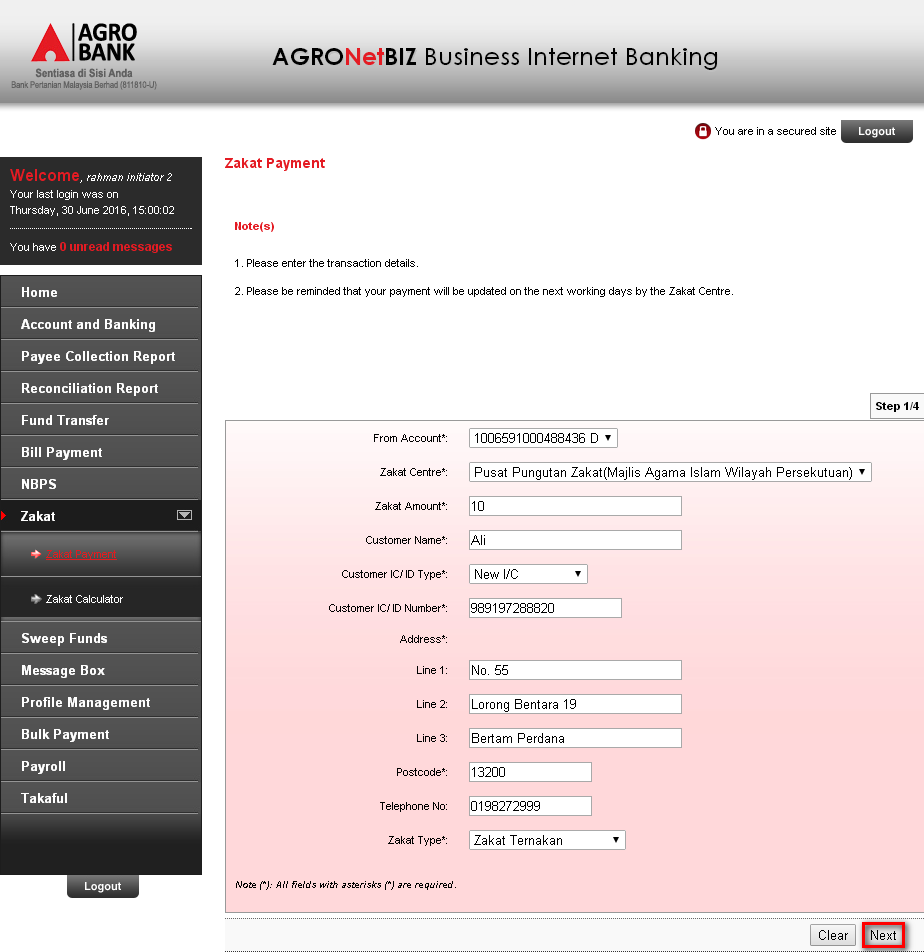 AGRO
BANK
Sentiasa di Sisi Anda
Bank Pertanian Malaysia Berhad (811810-U)
AGRONetBIZ Business Internet Banking
You are in a secured site
Logout
Welcome, rahman initiator 2
Your last login was on
Thursday, 30 June 2016, 15:00:02
You have 0 unread messages
Home
Account and Banking
Payee Collection Report
Reconciliation Report
Fund Transfer
Bill Payment
NBPS
Zakat
Zakat Payment
Zakat Calculator
Sweep Funds
Message Box
Profile Management
Bulk Payment
Payroll
Takaful
Logout
Zakat Payment
Note(s)
1. Please enter the transaction details.
2. Please be reminded that your payment will be updated on the next working days by the Zakat Centre.
Step 1/4
From Account*: 1006591000488436 D
Zakat Centre*: Pusat Pungutan Zakat(Majlis Agama Islam Wilayah Persekutuan)
Zakat Amount*: 10
Customer Name*: Ali
Customer IC/ ID Type*: New I/C
Customer IC/ ID Number*: 989197288820
Address*:
Line 1: No. 55
Line 2: Lorong Bentara 19
Line 3: Bertam Perdana
Postcode*: 13200
Telephone No: 0198272999
Zakat Type*: Zakat Ternakan
Note (*): All fields with asterisks (*) are required.
Clear Next